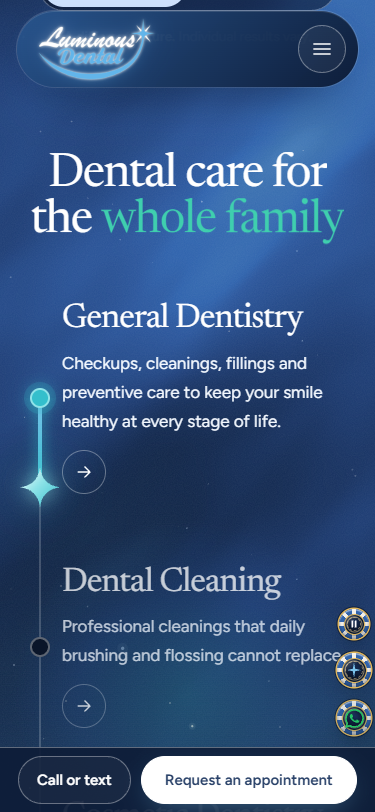 Luminous
Dental
Dental care for
the whole family
General Dentistry
Checkups, cleanings, fillings and
preventive care to keep your smile
healthy at every stage of life.
Dental Cleaning
Professional cleanings that daily
brushing and flossing cannot replace.
Call or text
Request an appointment